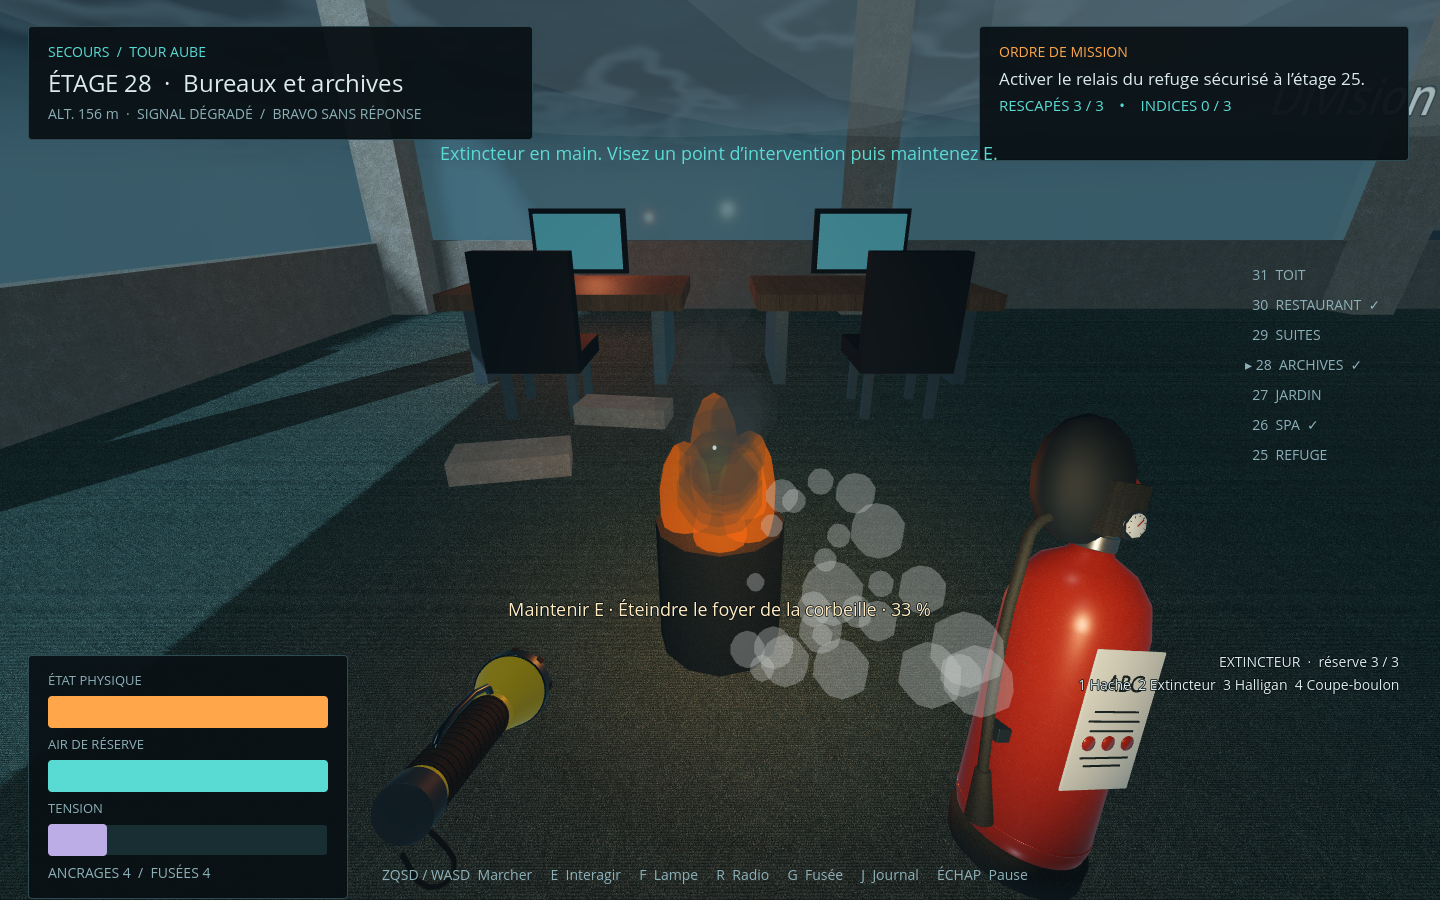 SECOURS / TOUR AUBE
ÉTAGE 28 · Bureaux et archives
ALT. 156 m · SIGNAL DÉGRADÉ / BRAVO SANS RÉPONSE
ORDRE DE MISSION
Activer le relais du refuge sécurisé à l’étage 25.
RESCAPÉS 3 / 3 • INDICES 0 / 3
Division
Extincteur en main. Visez un point d’intervention puis maintenez E.
31 TOIT
30 RESTAURANT ✓
29 SUITES
▸ 28 ARCHIVES ✓
27 JARDIN
26 SPA ✓
25 REFUGE
Maintenir E · Éteindre le foyer de la corbeille · 33 %
EXTINCTEUR · réserve 3 / 3
1 Hache 2 Extincteur 3 Halligan 4 Coupe-boulon
ABC
ÉTAT PHYSIQUE
AIR DE RÉSERVE
TENSION
ANCRAGES 4 / FUSÉES 4
ZQSD / WASD Marcher E Interagir F Lampe R Radio G Fusée J Journal ÉCHAP Pause